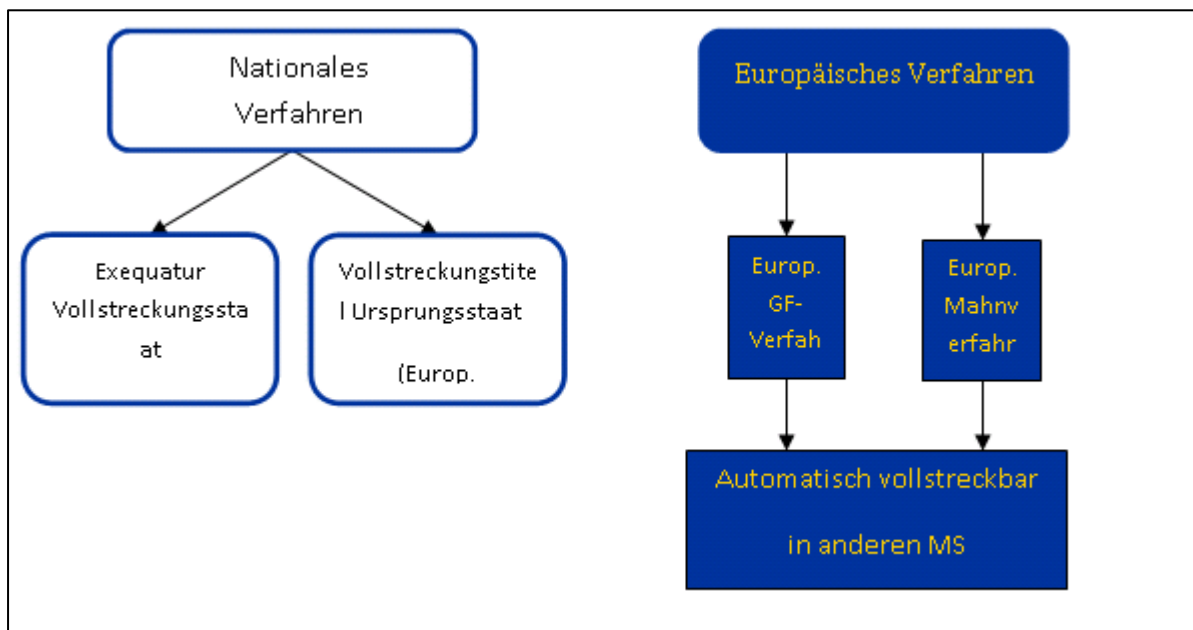 Nationales
Verfahren
Exequatur
Vollstreckungssta
at
Vollstreckungstite
l Ursprungsstaat
(Europ.
Europäisches Verfahren
Europ.
GF-
Verfah
Europ.
Mahnv
erfahr
Automatisch vollstreckbar
in anderen MS